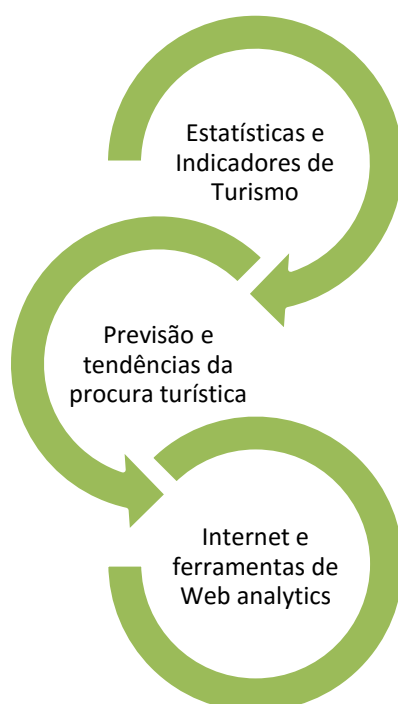 Estatísticas e
Indicadores de
Turismo
Previsão e
tendências da
procura turística
Internet e
ferramentas de
Web analytics